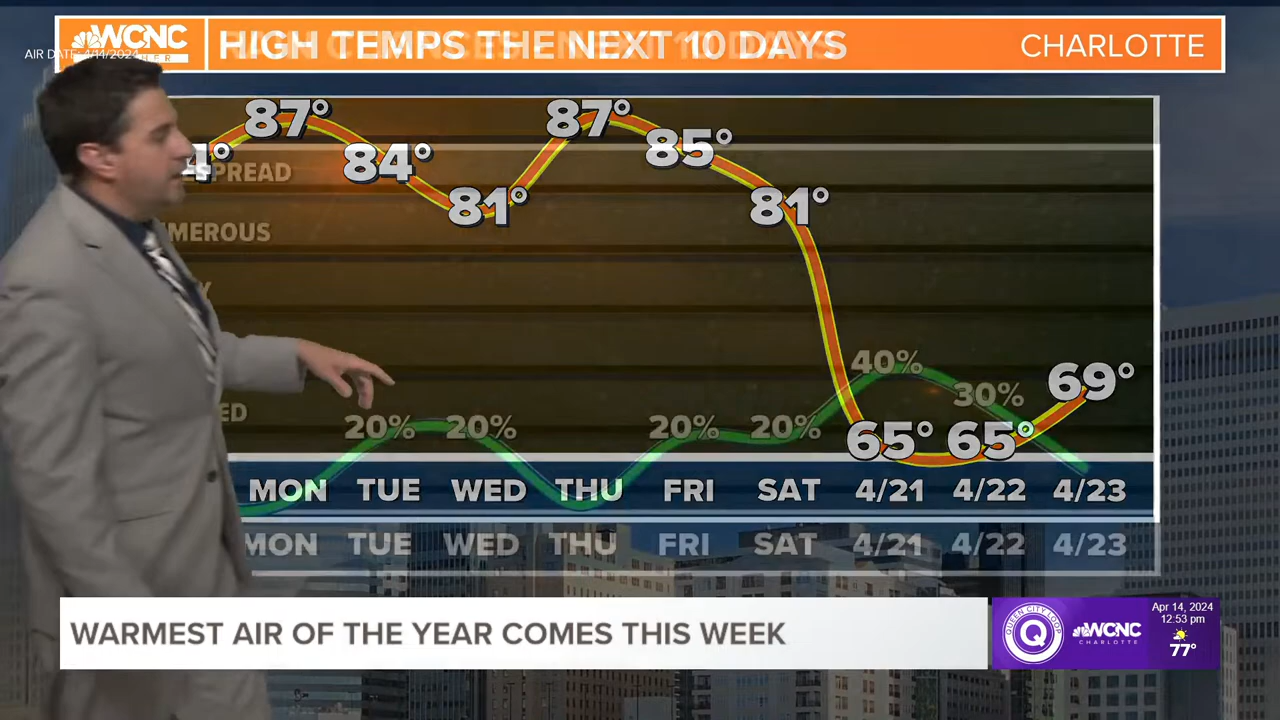 WCNC
HIGH TEMPS THE NEXT 10 DAYS
CHARLOTTE
AIR DATE: 4/14/2024
87° 84° 81° 87° 85° 81° 65° 65° 69°
40% 30%
20% 20% 20% 20%
MON TUE WED THU FRI SAT 4/21 4/22 4/23
MON TUE WED THU FRI SAT 4/21 4/22 4/23
WARMEST AIR OF THE YEAR COMES THIS WEEK
QUEEN CITY
Q
WCNC
CHARLOTTE
Apr 14, 2024
12:53 pm
77°